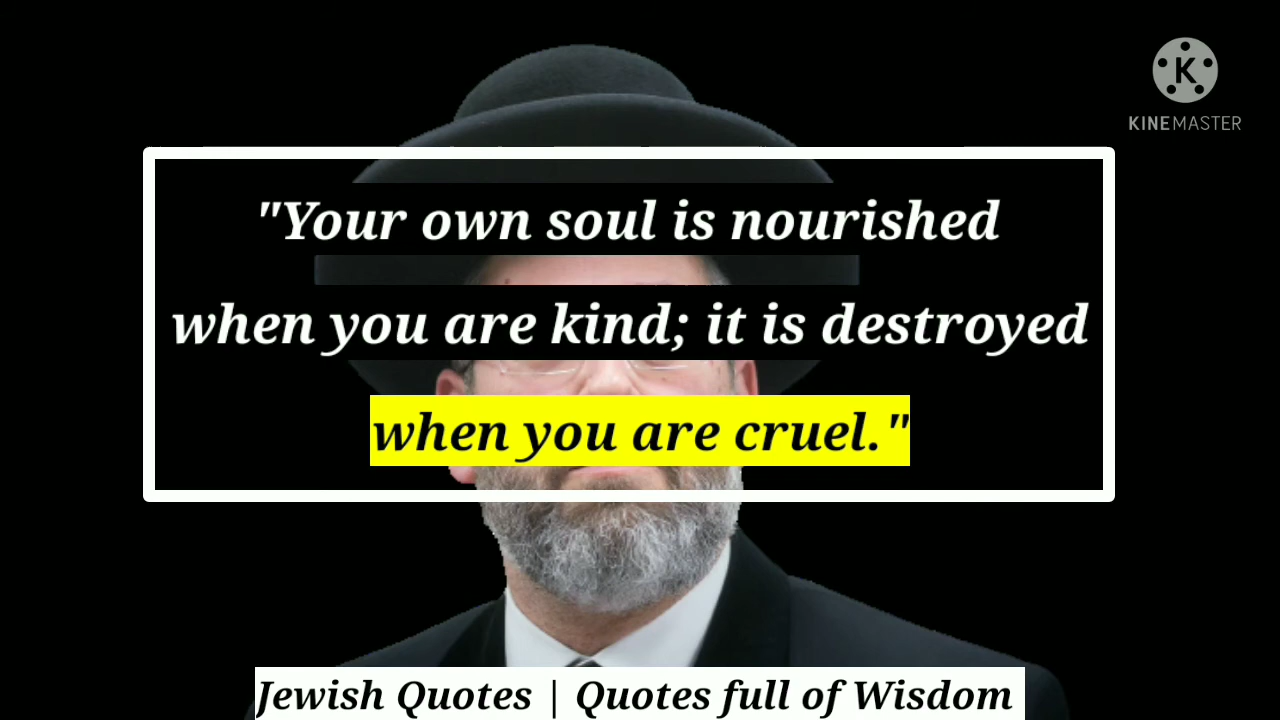 K
KINEMASTER
"Your own soul is nourished
when you are kind; it is destroyed
when you are cruel."
Jewish Quotes | Quotes full of Wisdom